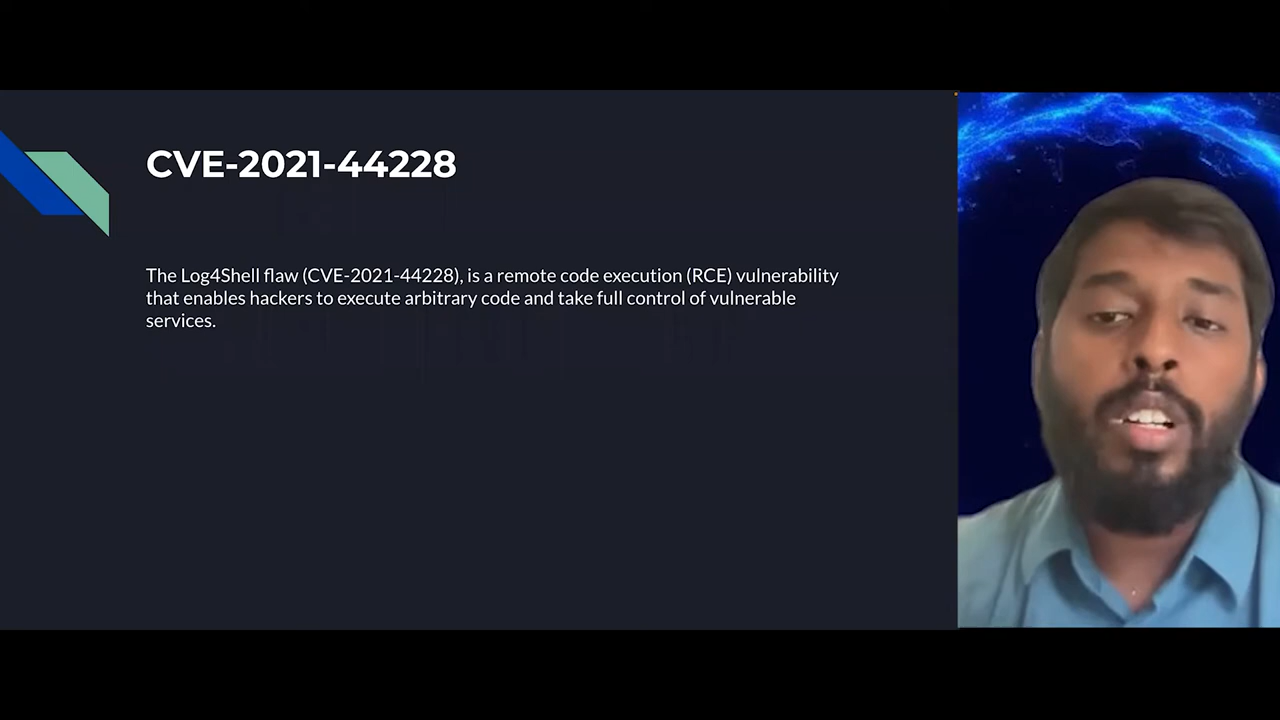 CVE-2021-44228
The Log4Shell flaw (CVE-2021-44228), is a remote code execution (RCE) vulnerability
that enables hackers to execute arbitrary code and take full control of vulnerable
services.